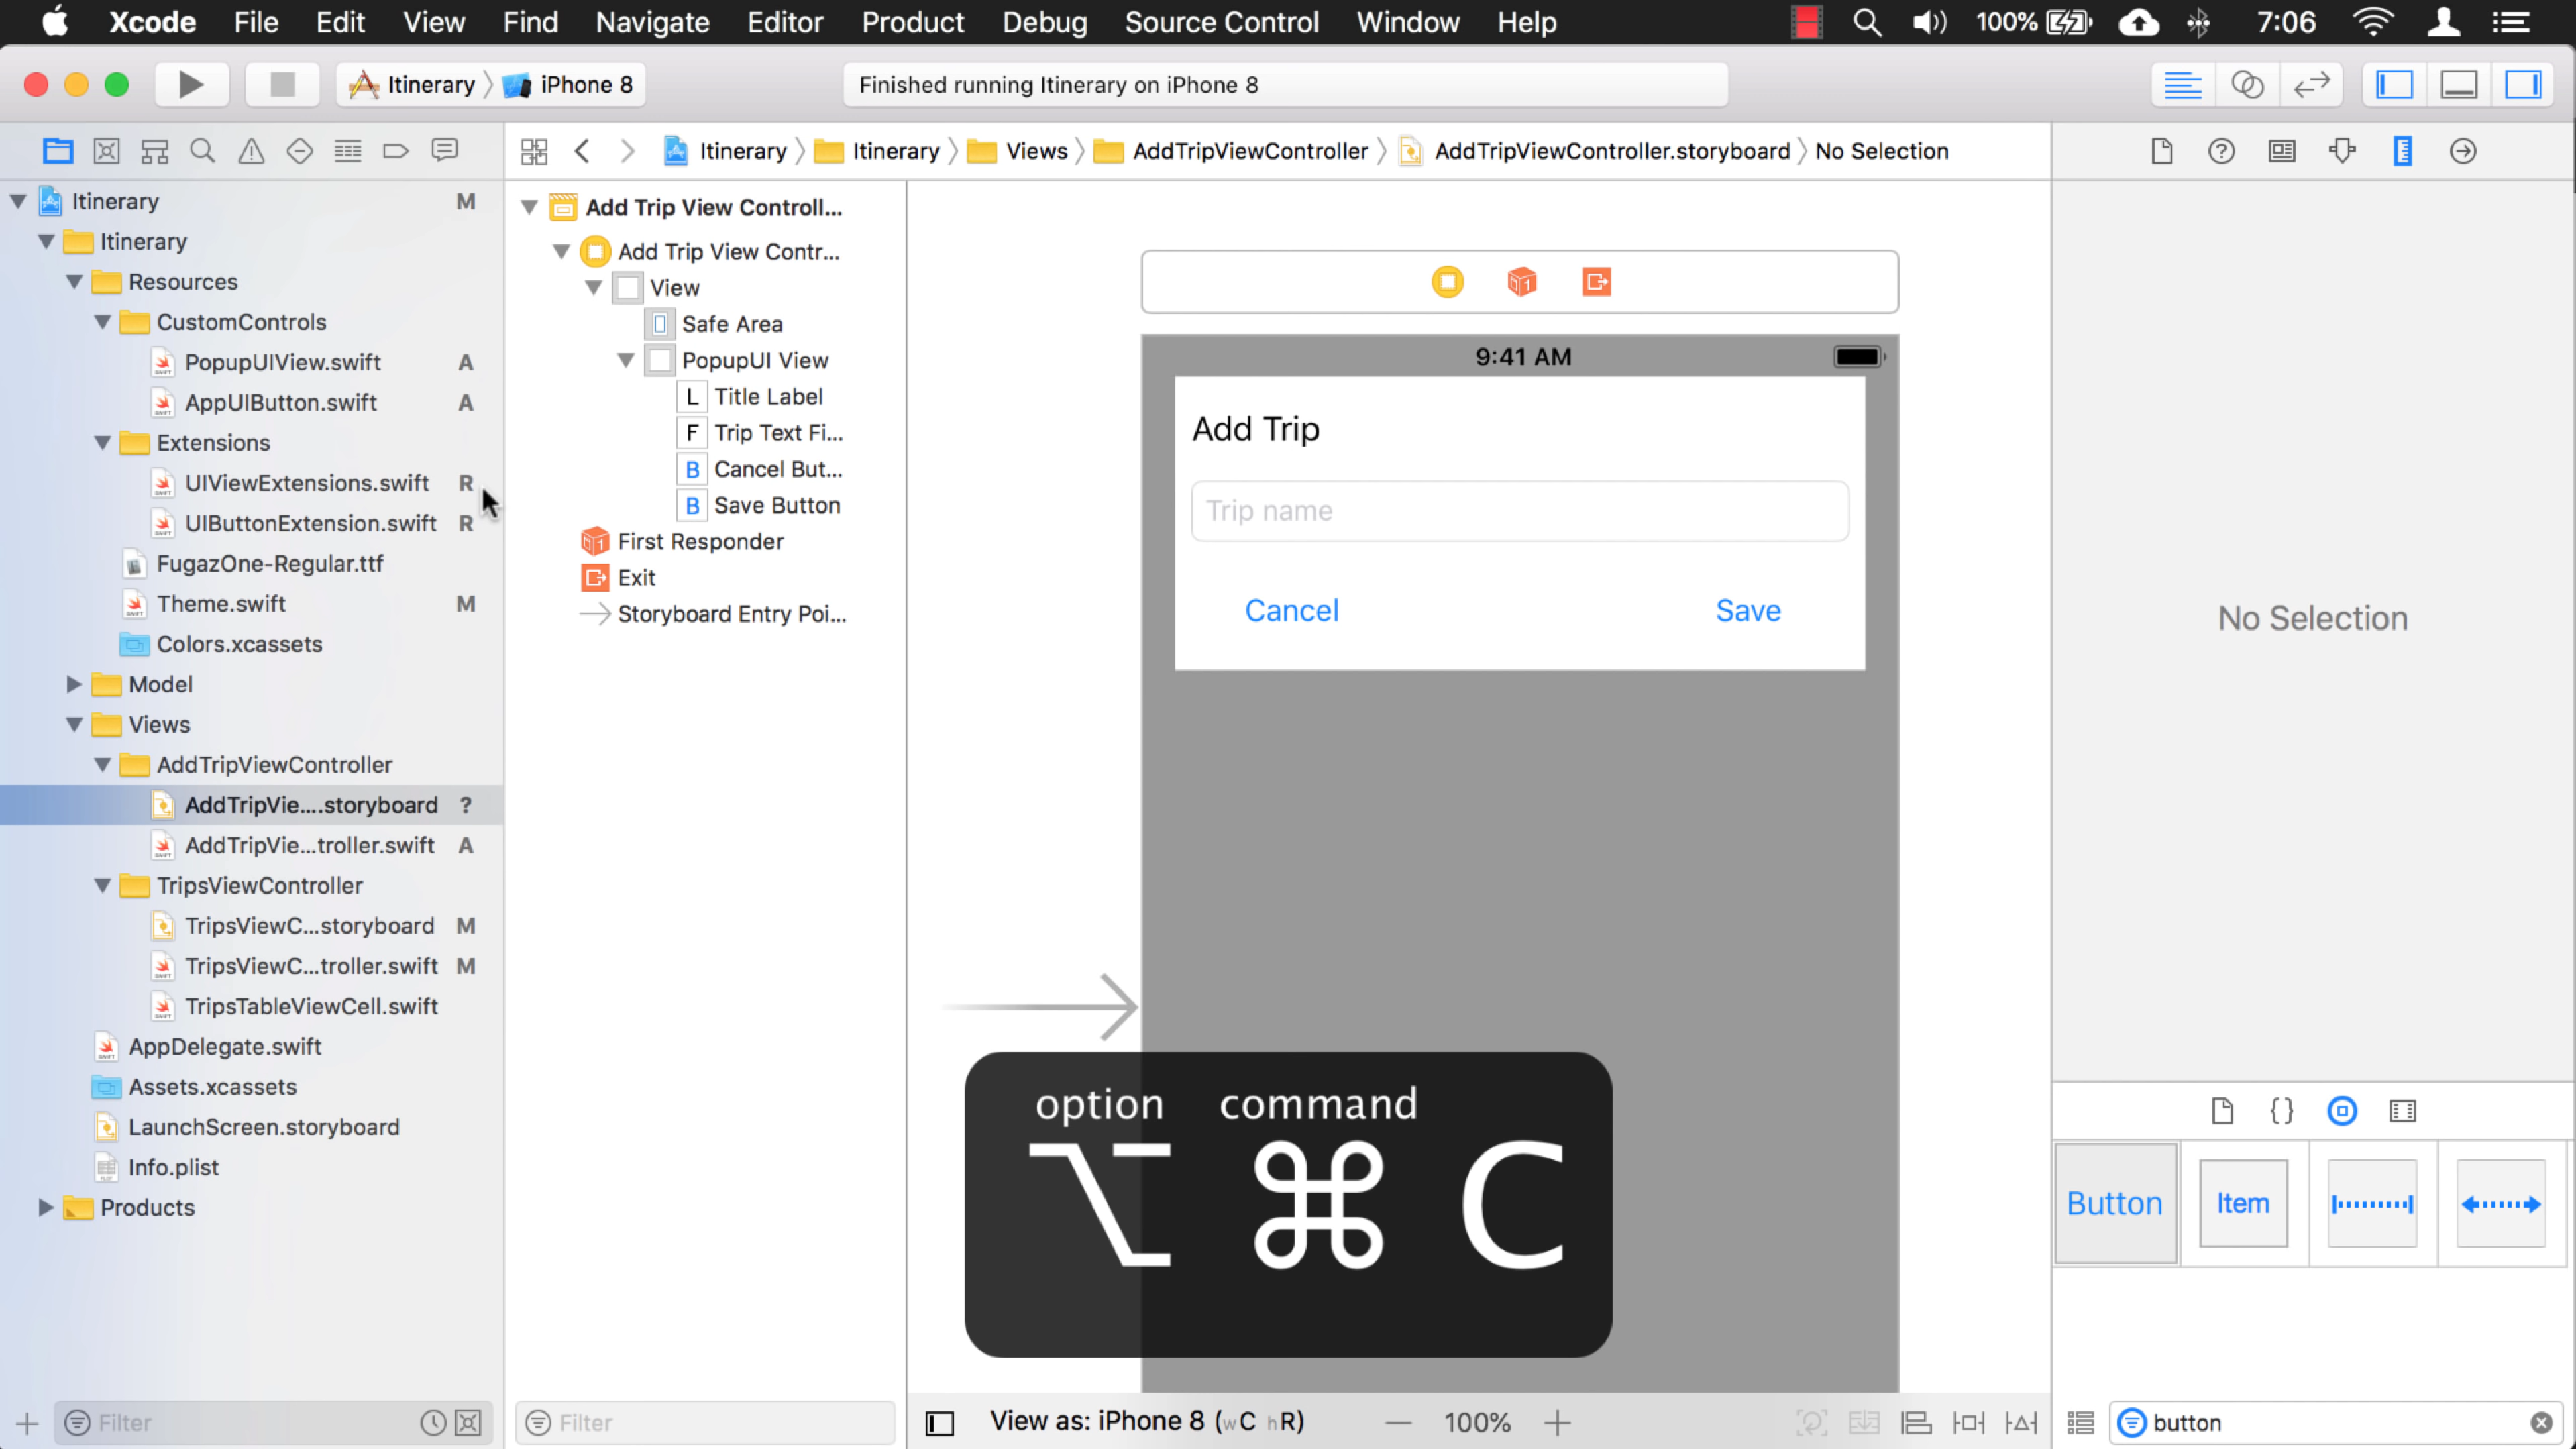 Xcode File Edit View Find Navigate Editor Product Debug Source Control Window Help 100% 7:06
Itinerary iPhone 8 Finished running Itinerary on iPhone 8
Itinerary Itinerary Views AddTripViewController AddTripViewController.storyboard No Selection
Itinerary M
Itinerary
Resources
CustomControls
PopupUIView.swift A
AppUIButton.swift A
Extensions
UIViewExtensions.swift R
UIButtonExtension.swift R
FugazOne-Regular.ttf
Theme.swift M
Colors.xcassets
Model
Views
AddTripViewController
AddTripVie....storyboard ?
AddTripVie...troller.swift A
TripsViewController
TripsViewC...storyboard M
TripsViewC...troller.swift M
TripsTableViewCell.swift
AppDelegate.swift
Assets.xcassets
LaunchScreen.storyboard
Info.plist
Products
Filter
Add Trip View Controll...
Add Trip View Contr...
View
Safe Area
PopupUI View
L Title Label
F Trip Text Fi...
B Cancel But...
B Save Button
First Responder
Exit
Storyboard Entry Poi...
Filter
9:41 AM
Add Trip
Trip name
Cancel Save
option command
⌥ ⌘ C
View as: iPhone 8 (wC hR) — 100% +
No Selection
Button Item
button